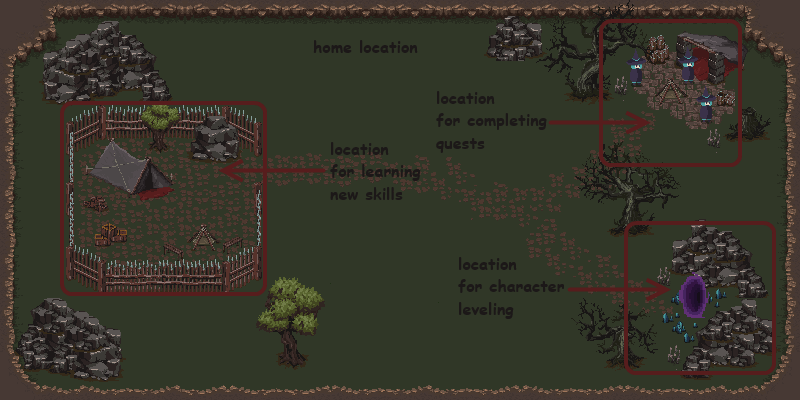 home location
location
for completing
quests
location
for learning
new skills
location
for character
leveling